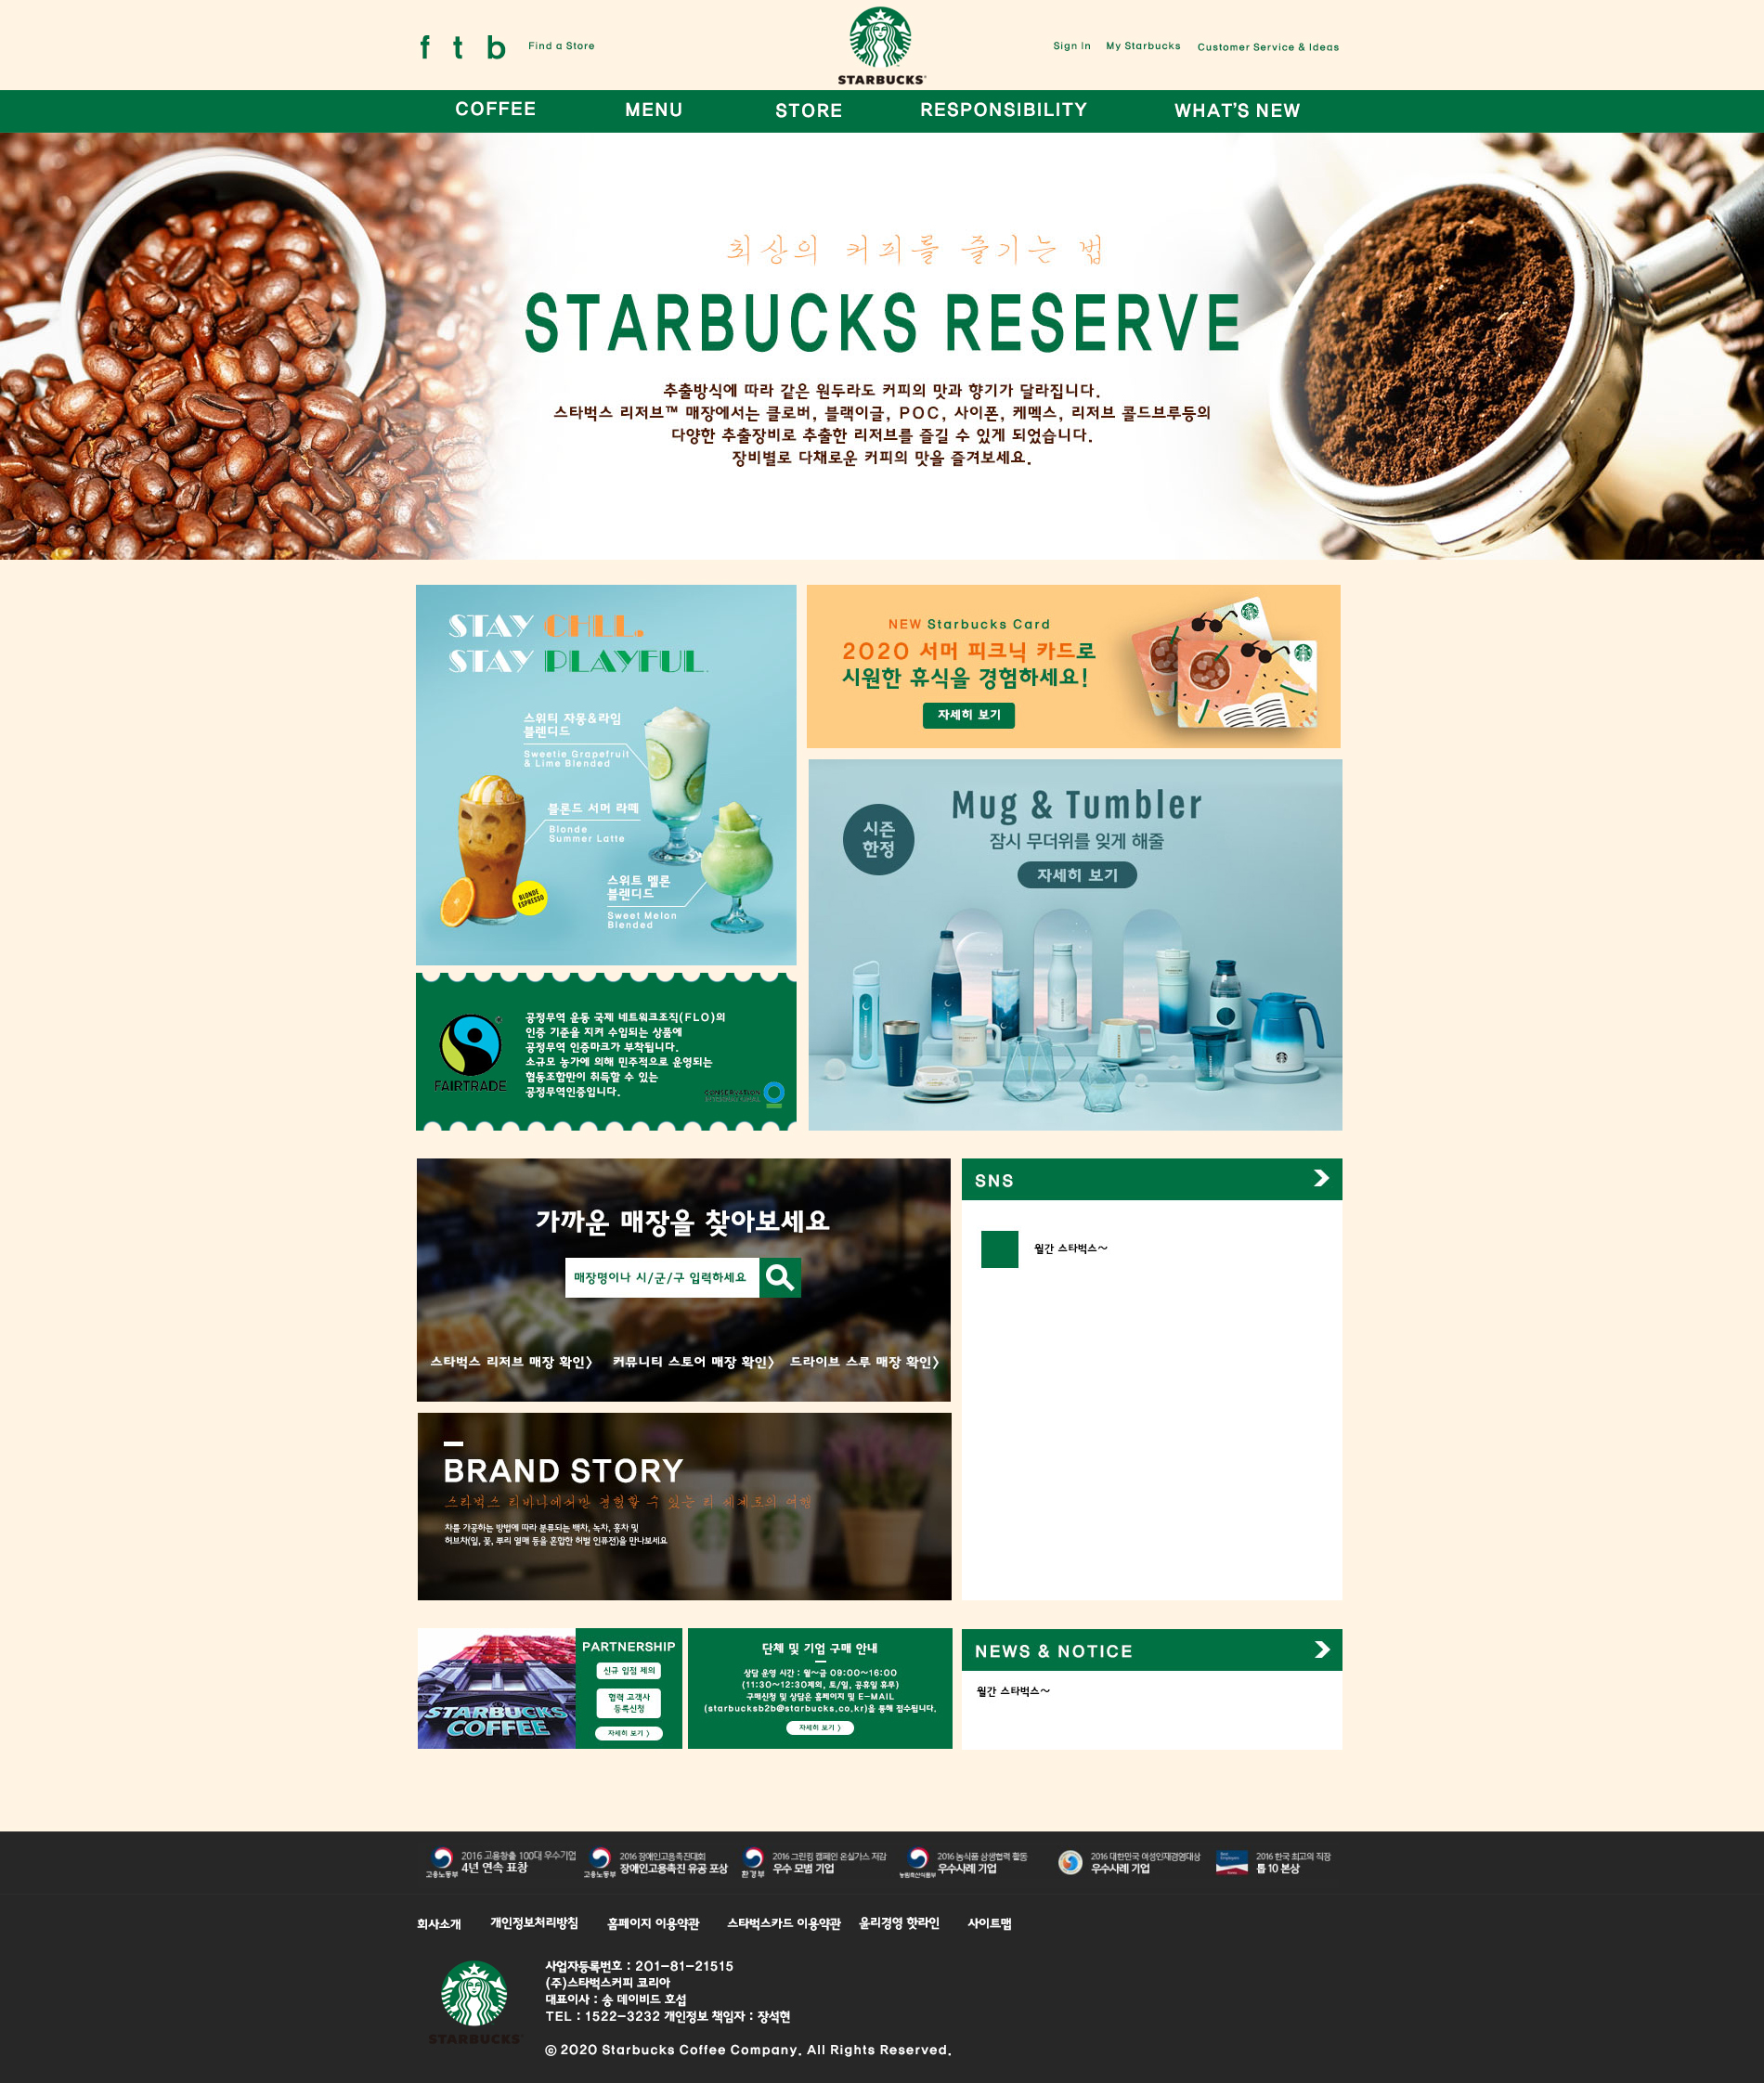 f t b Find a Store
STARBUCKS
Sign In My Starbucks Customer Service & Ideas
COFFEE MENU STORE RESPONSIBILITY WHAT'S NEW
최상의 커피를 즐기는 법
STARBUCKS RESERVE
추출방식에 따라 같은 원두라도 커피의 맛과 향기가 달라집니다.
스타벅스 리저브™ 매장에서는 클로버, 블랙이글, POC, 사이폰, 케멕스, 리저브 콜드브루등의
다양한 추출장비로 추출한 리저브를 즐길 수 있게 되었습니다.
장비별로 다채로운 커피의 맛을 즐겨보세요.
STAY CHLL.
STAY PLAYFUL.
스위티 자몽&라임
블렌디드
Sweetie Grapefruit
& Lime Blended
블론드 서머 라떼
Blonde
Summer Latte
BLONDE
ESPRESSO
스위트 멜론
블렌디드
Sweet Melon
Blended
NEW Starbucks Card
2020 서머 피크닉 카드로
시원한 휴식을 경험하세요!
자세히 보기
Mug & Tumbler
시즌
한정
잠시 무더위를 잊게 해줄
자세히 보기
FAIRTRADE
공정무역 운동 국제 네트워크조직(FLO)의
인증 기준을 지켜 수입되는 상품에
공정무역 인증마크가 부착됩니다.
소규모 농가에 의해 민주적으로 운영되는
협동조합만이 취득할 수 있는
공정무역인증입니다.
CONSERVATION
INTERNATIONAL
가까운 매장을 찾아보세요
매장명이나 시/군/구 입력하세요
스타벅스 리저브 매장 확인〉 커뮤니티 스토어 매장 확인〉 드라이브 스루 매장 확인〉
SNS
월간 스타벅스~
BRAND STORY
스타벅스 티바나에서만 경험할 수 있는 티 세계로의 여행
차를 가공하는 방법에 따라 분류되는 백차, 녹차, 홍차 및
허브차(잎, 꽃, 뿌리 열매 등을 혼합한 허벌 인퓨전)을 만나보세요
STARBUCKS
COFFEE
PARTNERSHIP
신규 입점 제의
협력 고객사
등록신청
자세히 보기 〉
단체 및 기업 구매 안내
상담 운영 시간 : 월~금 09:00~16:00
(11:30~12:30제외, 토/일, 공휴일 휴무)
구매신청 및 상담은 홈페이지 및 E-MAIL
(starbucksb2b@starbucks.co.kr)을 통해 접수됩니다.
자세히 보기 〉
NEWS & NOTICE
월간 스타벅스~
고용노동부 2016 고용창출 100대 우수기업
4년 연속 표창
고용노동부 2016 장애인고용촉진대회
장애인고용촉진 유공 포상
환경부 2016 그린킵 캠페인 온실가스 저감
우수 모범 기업
농림축산식품부 2016 농식품 상생협력 활동
우수사례 기업
2016 대한민국 여성인재경영대상
우수사례 기업
2016 한국 최고의 직장
톱 10 본상
회사소개 개인정보처리방침 홈페이지 이용약관 스타벅스카드 이용약관 윤리경영 핫라인 사이트맵
STARBUCKS
사업자등록번호 : 201-81-21515
(주)스타벅스커피 코리아
대표이사 : 송 데이비드 호섭
TEL : 1522-3232 개인정보 책임자 : 장석현
ⓒ 2020 Starbucks Coffee Company. All Rights Reserved.